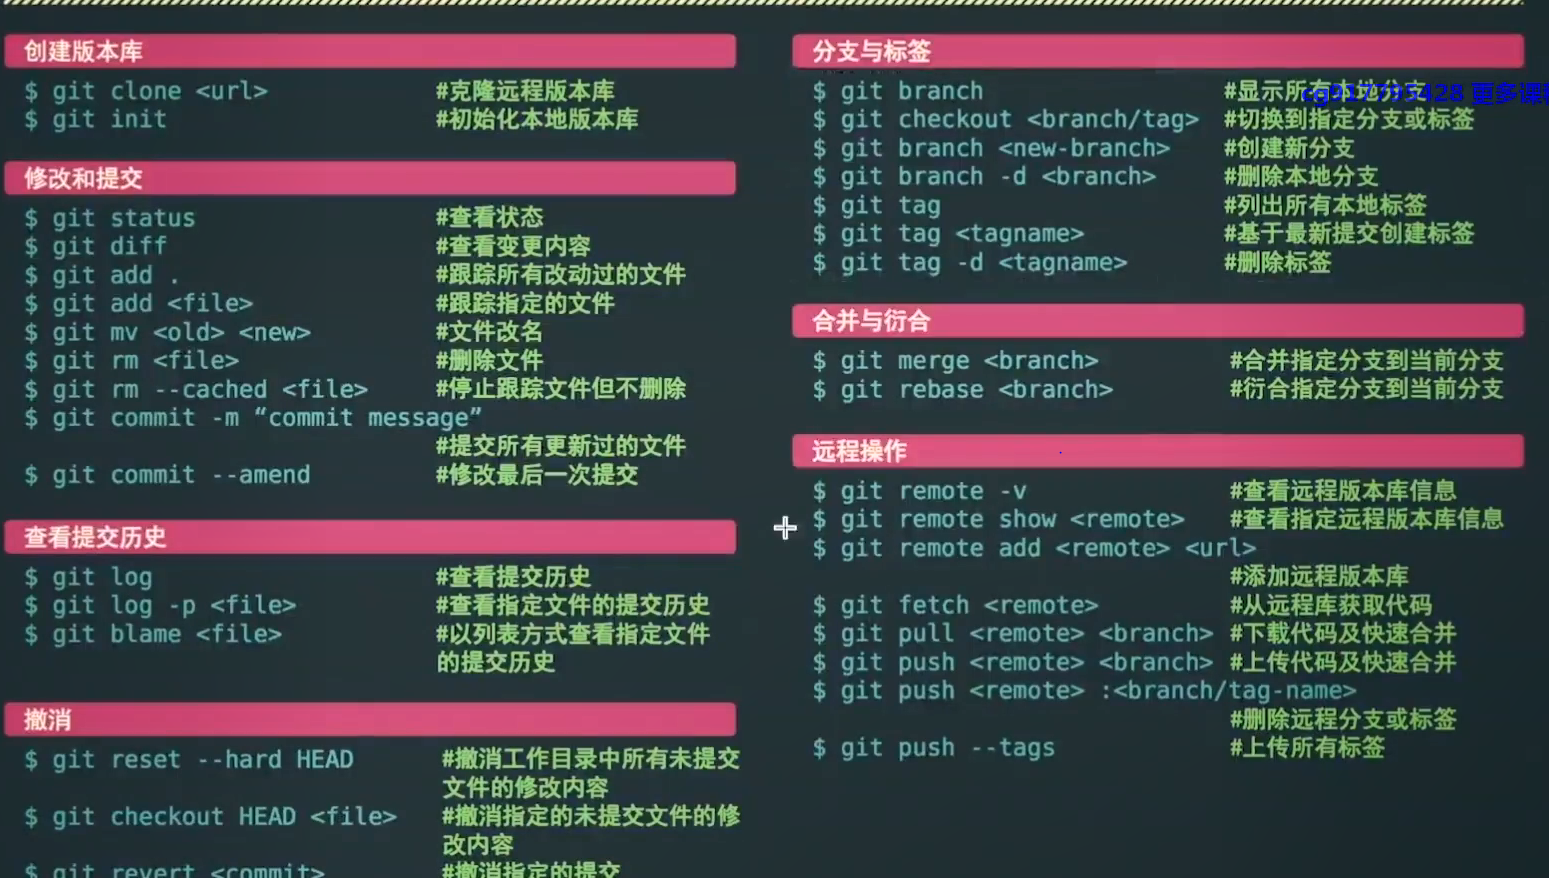 创建版本库
$ git clone <url> #克隆远程版本库
$ git init #初始化本地版本库
修改和提交
$ git status #查看状态
$ git diff #查看变更内容
$ git add . #跟踪所有改动过的文件
$ git add <file> #跟踪指定的文件
$ git mv <old> <new> #文件改名
$ git rm <file> #删除文件
$ git rm --cached <file> #停止跟踪文件但不删除
$ git commit -m “commit message”
#提交所有更新过的文件
$ git commit --amend #修改最后一次提交
查看提交历史
$ git log #查看提交历史
$ git log -p <file> #查看指定文件的提交历史
$ git blame <file> #以列表方式查看指定文件
的提交历史
撤消
$ git reset --hard HEAD #撤消工作目录中所有未提交
文件的修改内容
$ git checkout HEAD <file> #撤消指定的未提交文件的修
改内容
$ git revert <commit> #撤消指定的提交
分支与标签
$ git branch #显示所有本地分支
cg917795428 更多课
$ git checkout <branch/tag> #切换到指定分支或标签
$ git branch <new-branch> #创建新分支
$ git branch -d <branch> #删除本地分支
$ git tag #列出所有本地标签
$ git tag <tagname> #基于最新提交创建标签
$ git tag -d <tagname> #删除标签
合并与衍合
$ git merge <branch> #合并指定分支到当前分支
$ git rebase <branch> #衍合指定分支到当前分支
远程操作
$ git remote -v #查看远程版本库信息
$ git remote show <remote> #查看指定远程版本库信息
$ git remote add <remote> <url>
#添加远程版本库
$ git fetch <remote> #从远程库获取代码
$ git pull <remote> <branch> #下载代码及快速合并
$ git push <remote> <branch> #上传代码及快速合并
$ git push <remote> :<branch/tag-name>
#删除远程分支或标签
$ git push --tags #上传所有标签